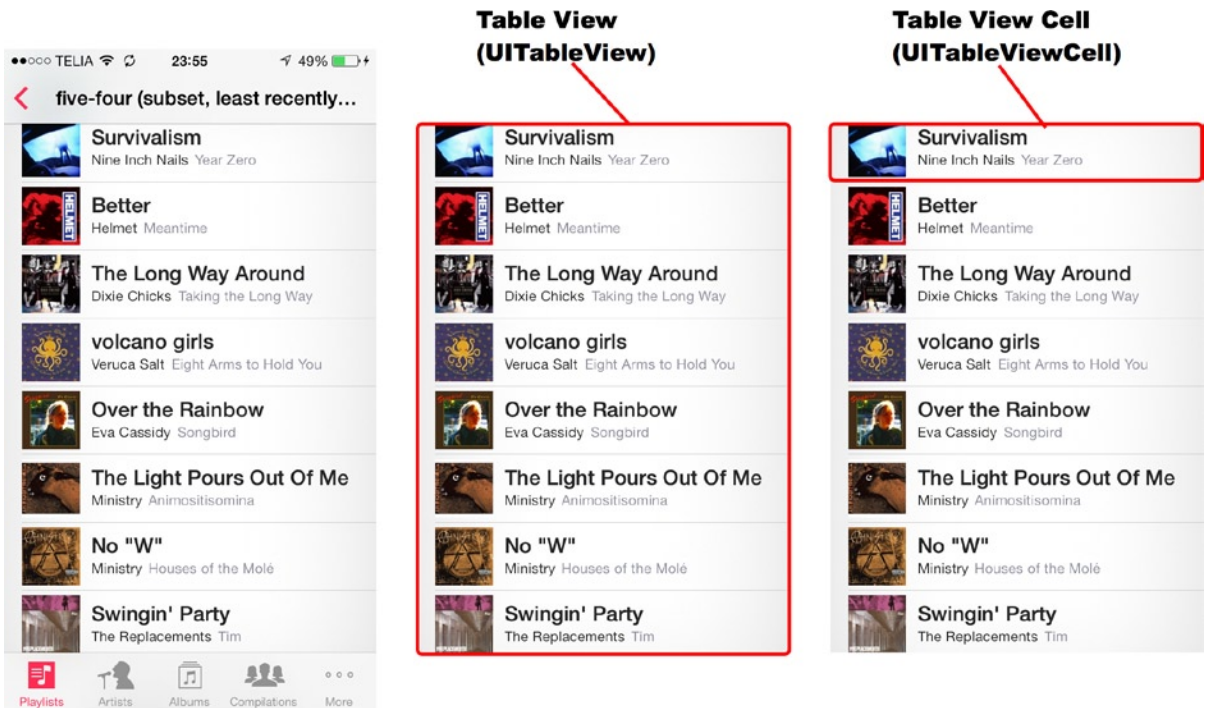 TELIA 23:55 49%
five-four (subset, least recently...
Survivalism
Nine Inch Nails Year Zero
HELMET
Better
Helmet Meantime
The Long Way Around
Dixie Chicks Taking the Long Way
volcano girls
Veruca Salt Eight Arms to Hold You
Over the Rainbow
Eva Cassidy Songbird
The Light Pours Out Of Me
Ministry Animositisomina
No "W"
Ministry Houses of the Molé
Swingin' Party
The Replacements Tim
Playlists Artists Albums Compilations More
Table View
(UITableView)
Survivalism
Nine Inch Nails Year Zero
HELMET
Better
Helmet Meantime
The Long Way Around
Dixie Chicks Taking the Long Way
volcano girls
Veruca Salt Eight Arms to Hold You
Over the Rainbow
Eva Cassidy Songbird
The Light Pours Out Of Me
Ministry Animositisomina
No "W"
Ministry Houses of the Molé
Swingin' Party
The Replacements Tim
Table View Cell
(UITableViewCell)
Survivalism
Nine Inch Nails Year Zero
HELMET
Better
Helmet Meantime
The Long Way Around
Dixie Chicks Taking the Long Way
volcano girls
Veruca Salt Eight Arms to Hold You
Over the Rainbow
Eva Cassidy Songbird
The Light Pours Out Of Me
Ministry Animositisomina
No "W"
Ministry Houses of the Molé
Swingin' Party
The Replacements Tim